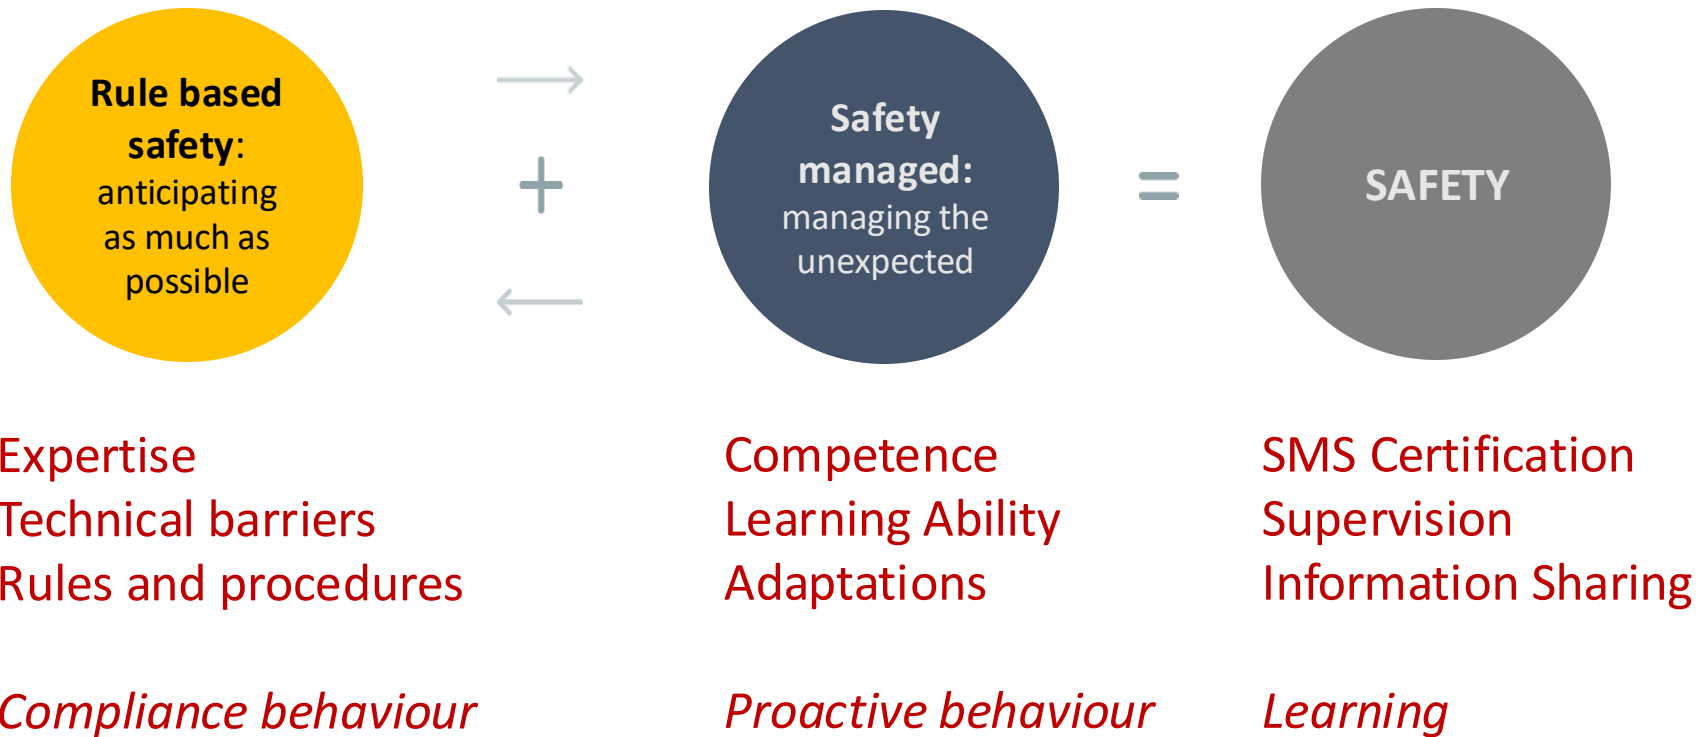 Rule based
safety:
anticipating
as much as
possible
+
Safety
managed:
managing the
unexpected
=
SAFETY
Expertise
Technical barriers
Rules and procedures
Compliance behaviour
Competence
Learning Ability
Adaptations
Proactive behaviour
SMS Certification
Supervision
Information Sharing
Learning